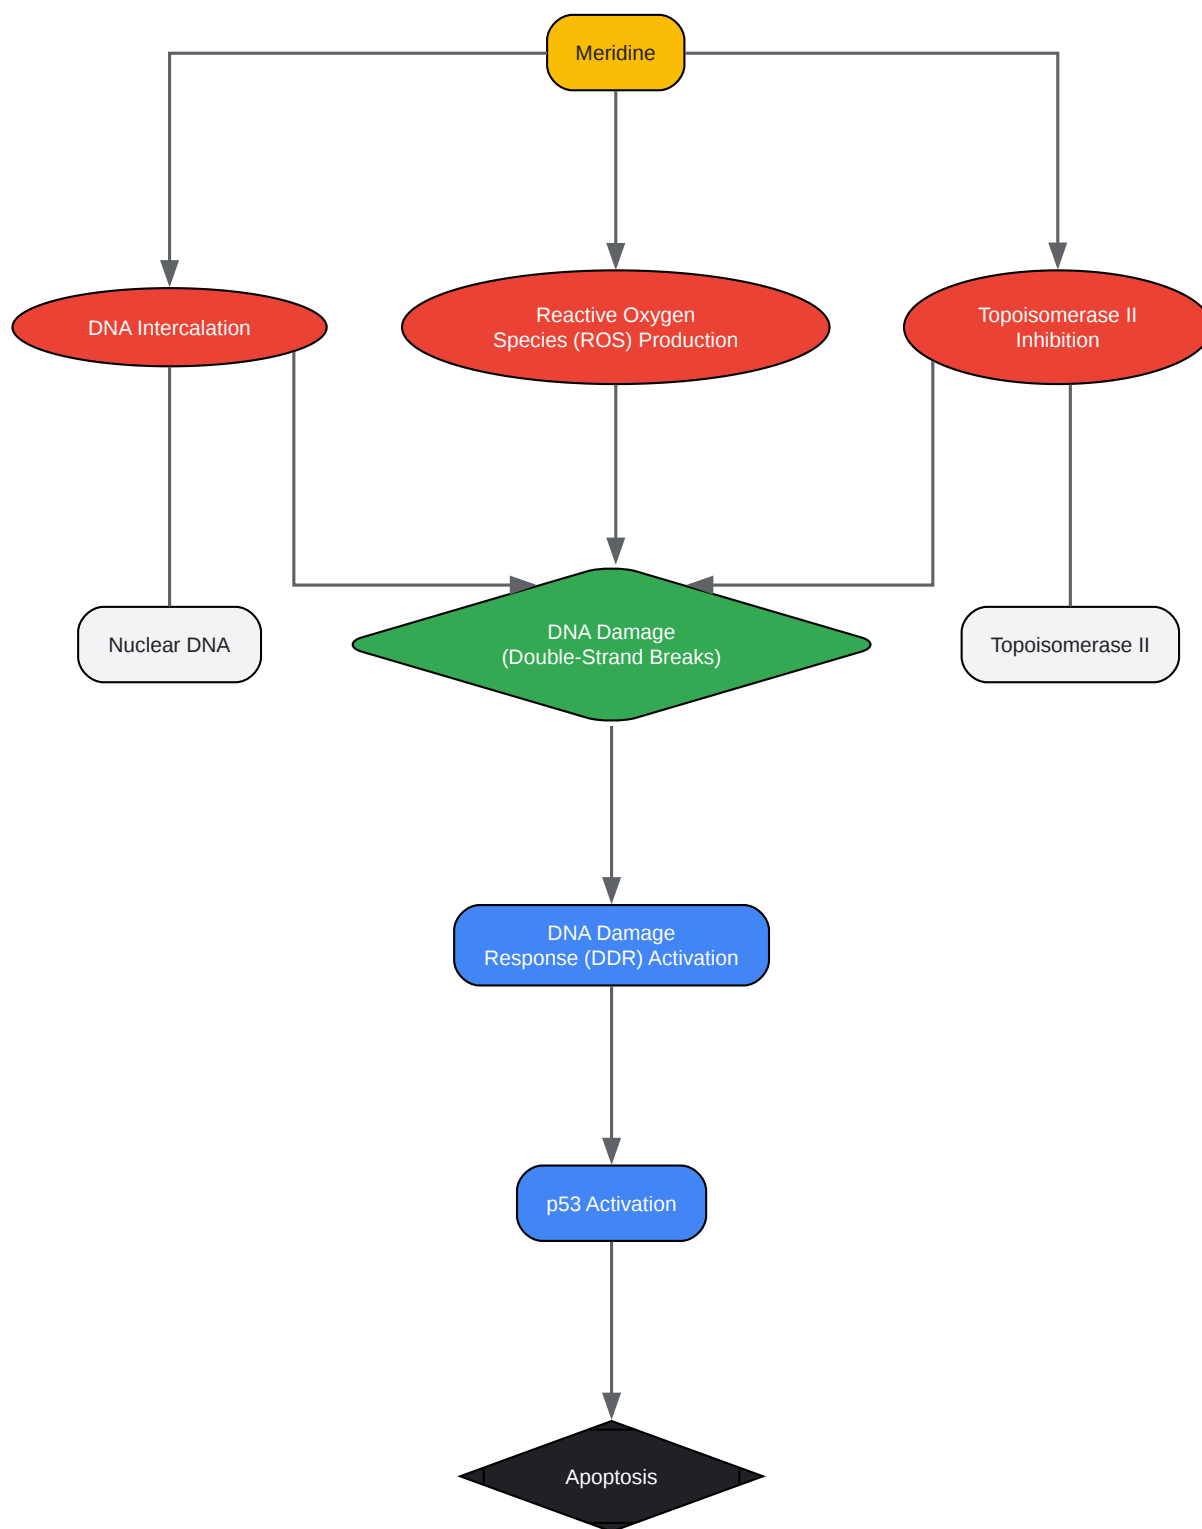 Meridine
DNA Intercalation
Reactive Oxygen
Species (ROS) Production
Topoisomerase II
Inhibition
Nuclear DNA
DNA Damage
(Double-Strand Breaks)
Topoisomerase II
DNA Damage
Response (DDR) Activation
p53 Activation
Apoptosis